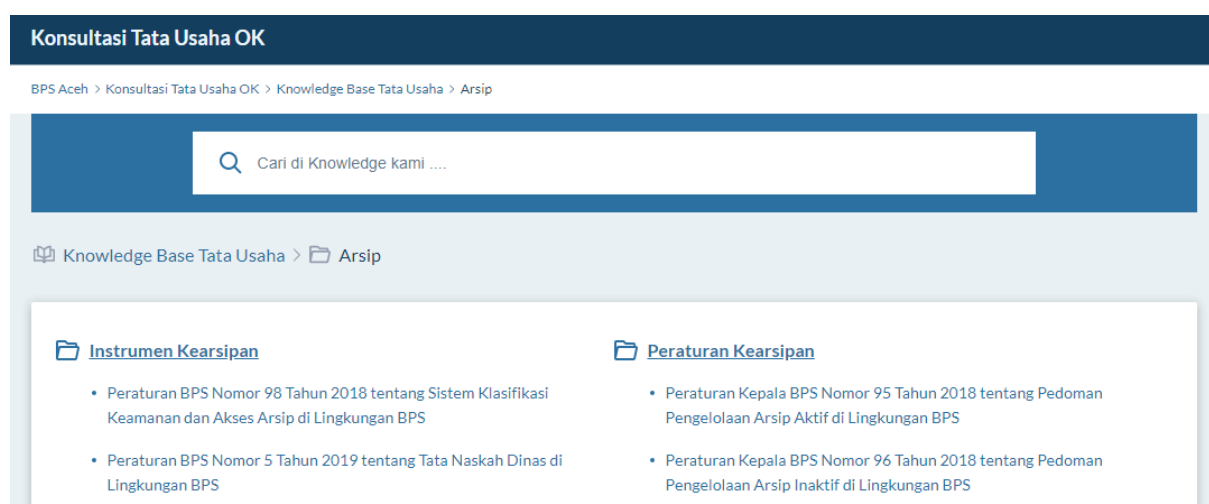 Konsultasi Tata Usaha OK
BPS Aceh > Konsultasi Tata Usaha OK > Knowledge Base Tata Usaha > Arsip
Cari di Knowledge kami ....
Knowledge Base Tata Usaha > Arsip
Instrumen Kearsipan
• Peraturan BPS Nomor 98 Tahun 2018 tentang Sistem Klasifikasi
Keamanan dan Akses Arsip di Lingkungan BPS
• Peraturan BPS Nomor 5 Tahun 2019 tentang Tata Naskah Dinas di
Lingkungan BPS
Peraturan Kearsipan
• Peraturan Kepala BPS Nomor 95 Tahun 2018 tentang Pedoman
Pengelolaan Arsip Aktif di Lingkungan BPS
• Peraturan Kepala BPS Nomor 96 Tahun 2018 tentang Pedoman
Pengelolaan Arsip Inaktif di Lingkungan BPS